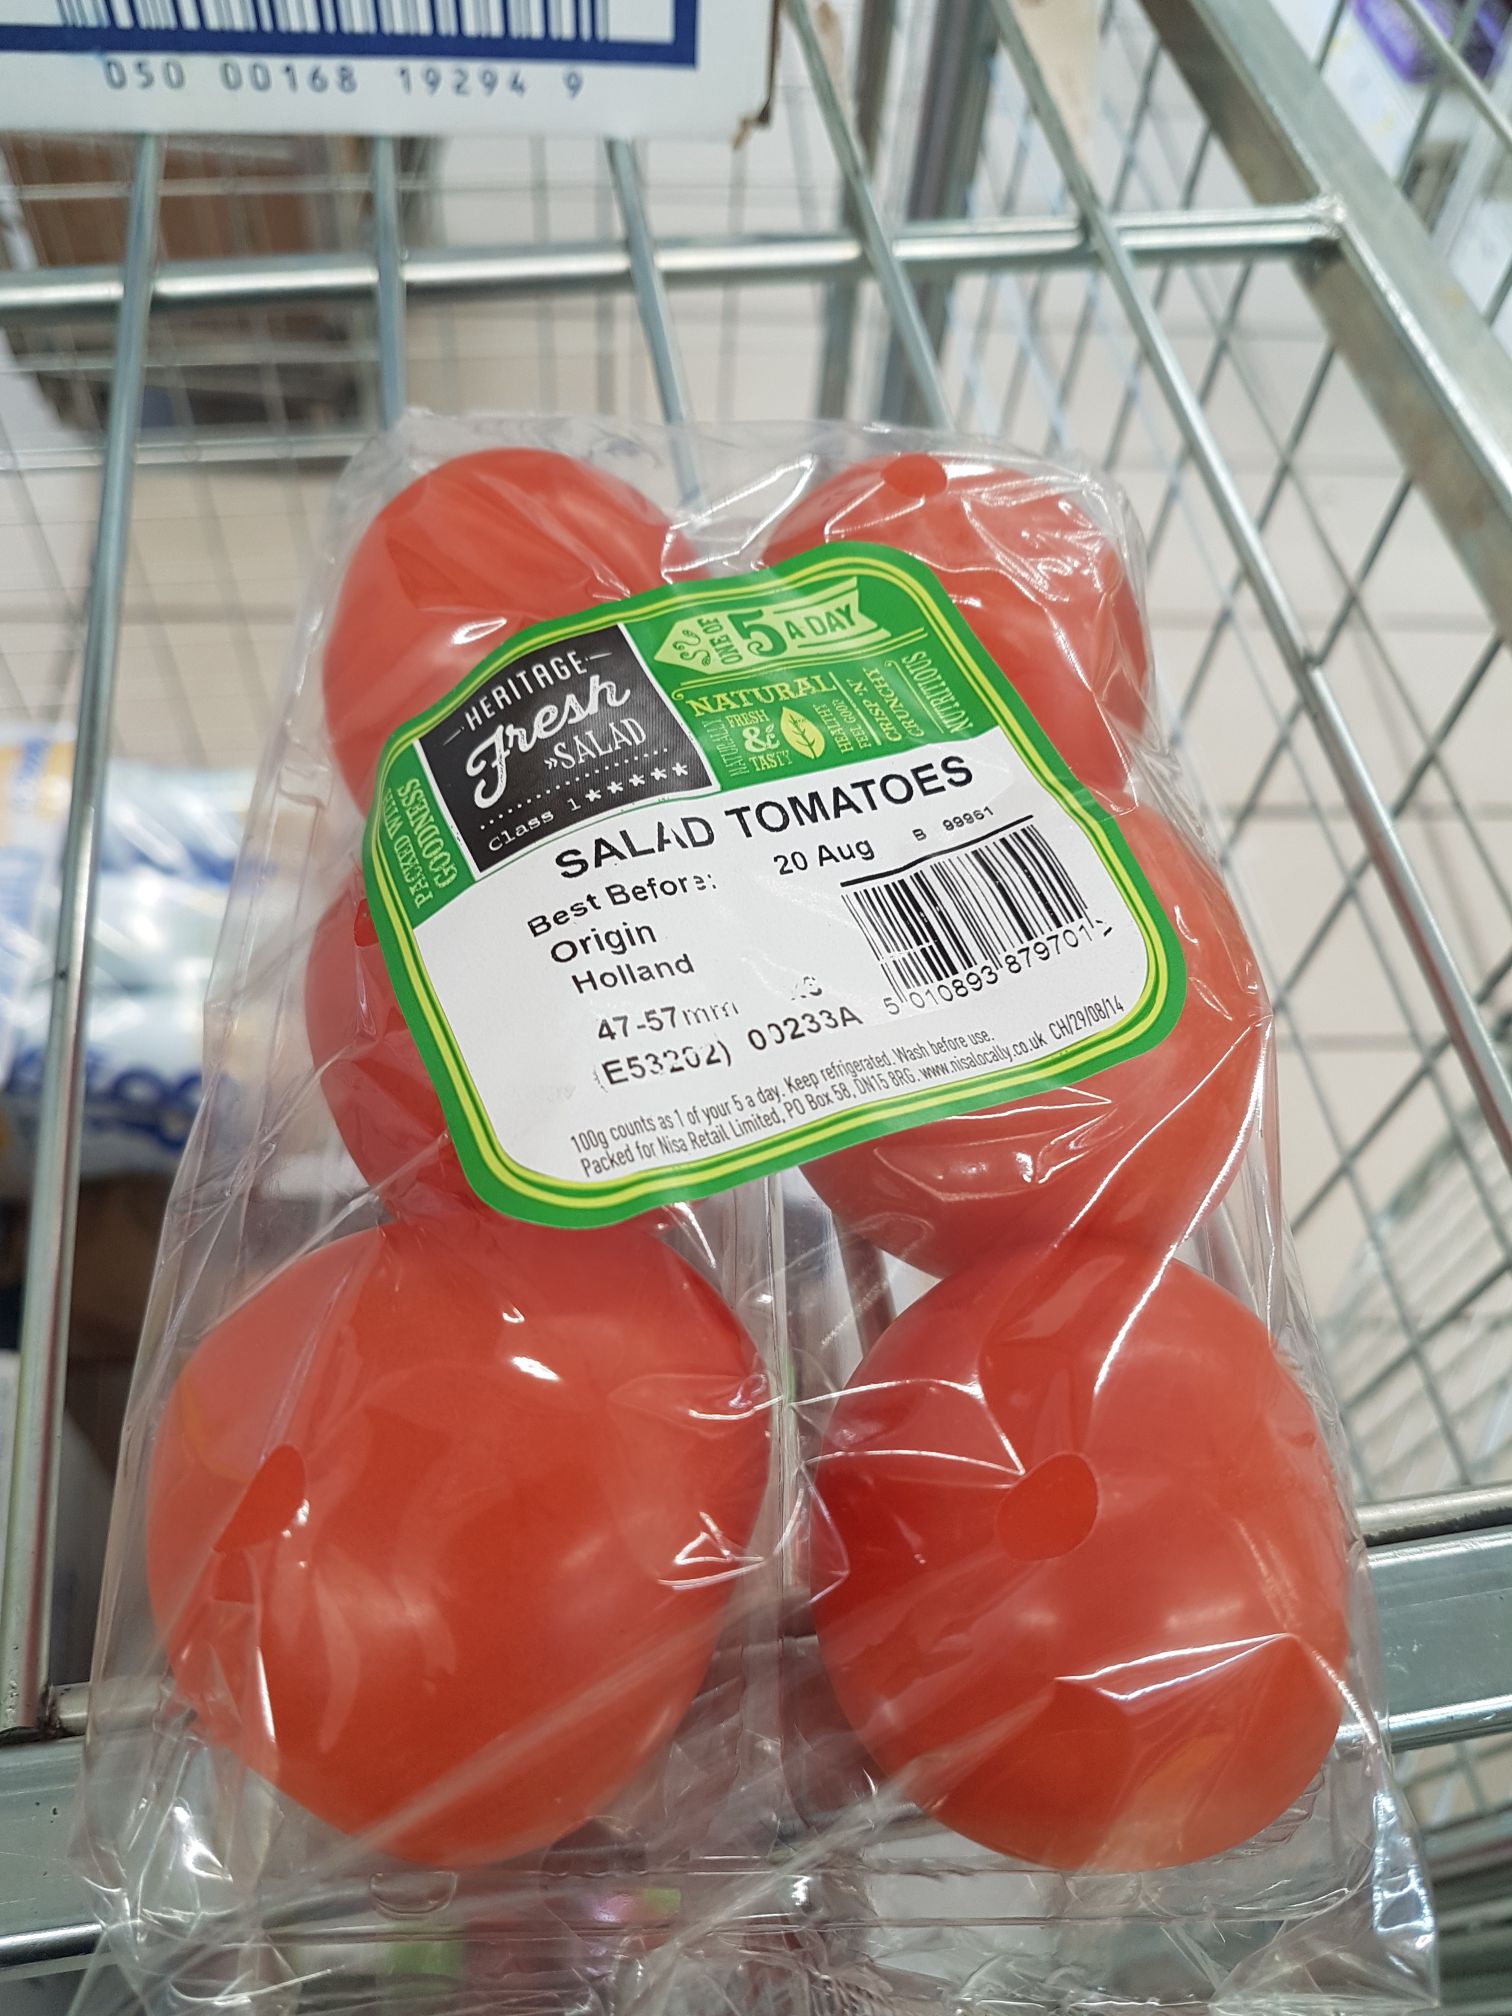 050 00168 19294 9
HERITAGE
Fresh
»SALAD
Class 1★★★★★
PACKED WITH
GOODNESS
ONE OF
5 A DAY
NATURAL
NATURALLY
FRESH
&
TASTY
HEALTHY
FEEL GOOD
CRISP 'N'
CRUNCHY
NUTRITIOUS
SALAD TOMATOES
Best Before: 20 Aug B 99961
Origin
Holland
47-57mm
(E53202) 00233A
5 010893 879701
100g counts as 1 of your 5 a day. Keep refrigerated. Wash before use.
Packed for Nisa Retail Limited, PO Box 58, DN15 8RG. www.nisalocally.co.uk CH/29/08/14